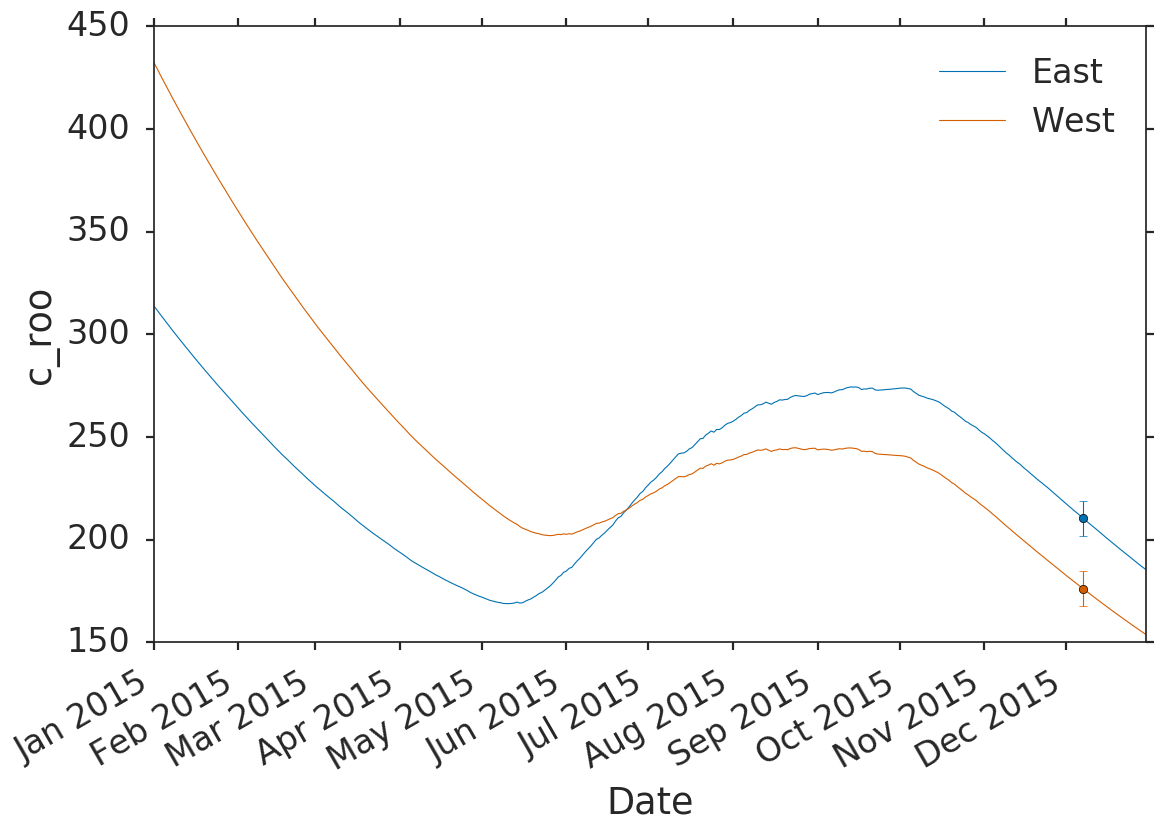 450
400
350
300
250
200
150
c_roo
East
West
Jan 2015
Feb 2015
Mar 2015
Apr 2015
May 2015
Jun 2015
Jul 2015
Aug 2015
Sep 2015
Oct 2015
Nov 2015
Dec 2015
Date